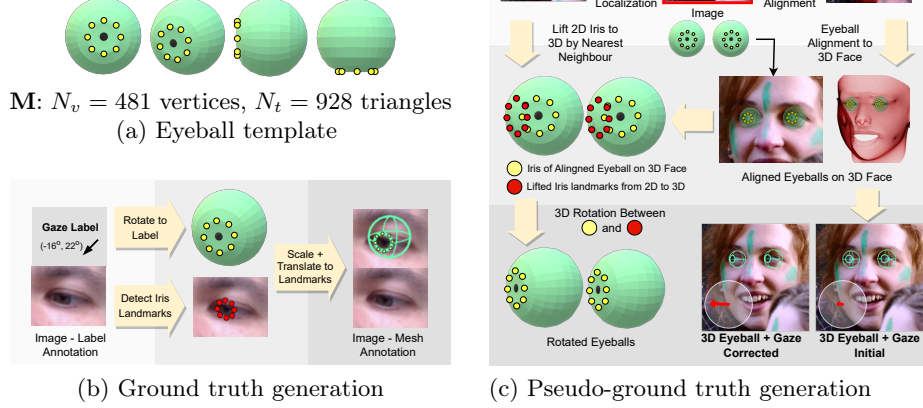 M: Nv = 481 vertices, Nt = 928 triangles
(a) Eyeball template
Gaze Label
(-16°, 22°)
Rotate to
Label
Detect Iris
Landmarks
Scale +
Translate to
Landmarks
Image - Label
Annotation
Image - Mesh
Annotation
(b) Ground truth generation
Localization
Image
Alignment
Lift 2D Iris to
3D by Nearest
Neighbour
Eyeball
Alignment to
3D Face
Iris of Alingned Eyeball on 3D Face
Lifted Iris landmarks from 2D to 3D
Aligned Eyeballs on 3D Face
3D Rotation Between
and
Rotated Eyeballs
3D Eyeball + Gaze
Corrected
3D Eyeball + Gaze
Initial
(c) Pseudo-ground truth generation